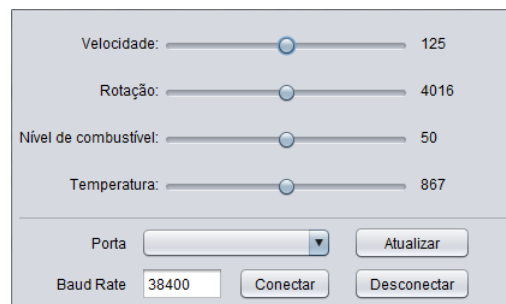 Velocidade: 125
Rotação: 4016
Nível de combustível: 50
Temperatura: 867
Porta Atualizar
Baud Rate 38400 Conectar Desconectar